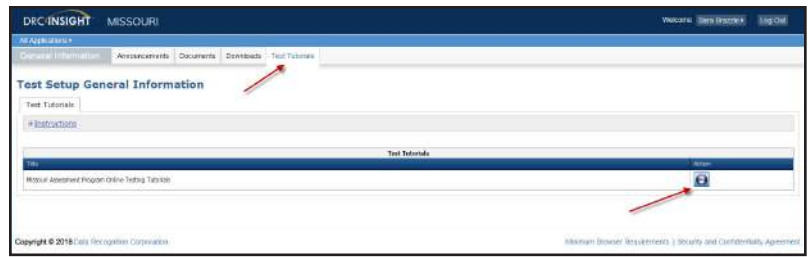 DRC INSIGHT MISSOURI Welcome Log Out
All Applications
General Information Announcements Documents Downloads Test Tutorials
Test Setup General Information
Test Tutorials
Instructions
Test Tutorials
Title Action
Missouri Assessment Program Online Testing Tutorials
Copyright © 2018 Data Recognition Corporation Minimum Browser Requirements | Security and Confidentiality Agreement